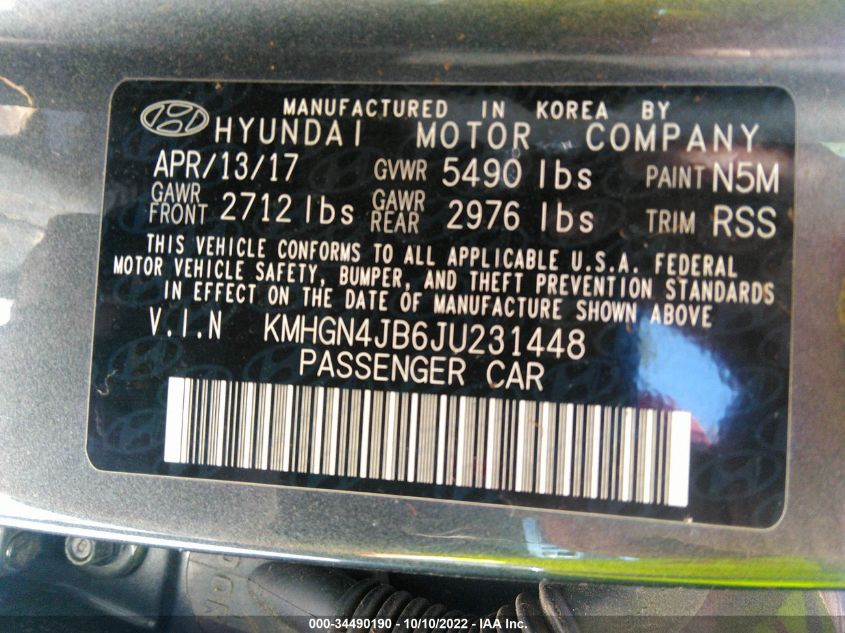 MANUFACTURED IN KOREA BY
HYUNDAI MOTOR COMPANY
APR/13/17 GVWR 5490 lbs PAINT N5M
GAWR FRONT 2712 lbs GAWR REAR 2976 lbs TRIM RSS
THIS VEHICLE CONFORMS TO ALL APPLICABLE U.S.A. FEDERAL
MOTOR VEHICLE SAFETY, BUMPER, AND THEFT PREVENTION STANDARDS
IN EFFECT ON THE DATE OF MANUFACTURE SHOWN ABOVE
V.I.N KMHGN4JB6JU231448
PASSENGER CAR
000-34490190 - 10/10/2022 - IAA Inc.